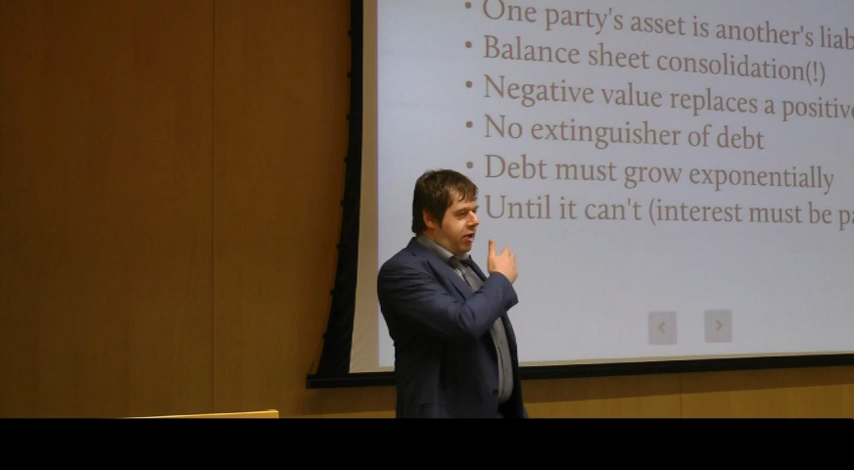 • One party's asset is another's liab
• Balance sheet consolidation(!)
• Negative value replaces a positive
• No extinguisher of debt
• Debt must grow exponentially
• Until it can't (interest must be pa